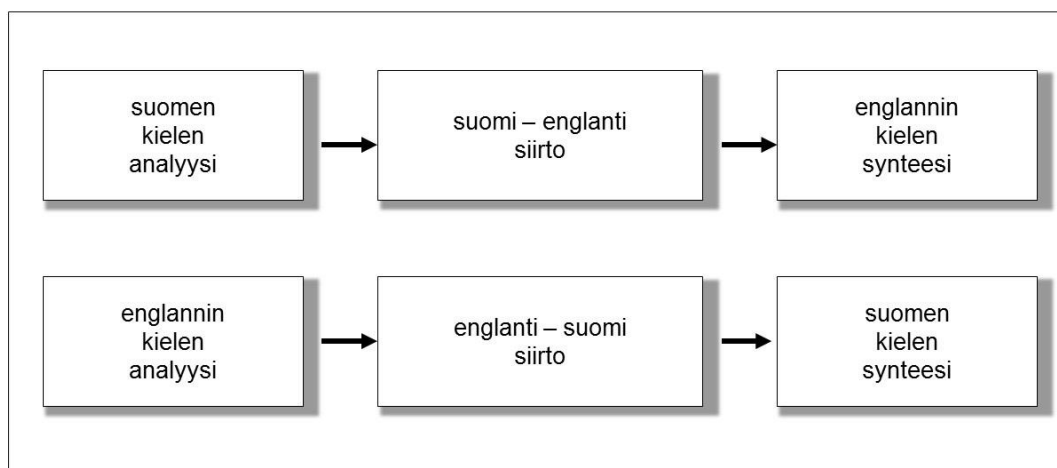 suomen
kielen
analyysi
suomi – englanti
siirto
englannin
kielen
synteesi
englannin
kielen
analyysi
englanti – suomi
siirto
suomen
kielen
synteesi